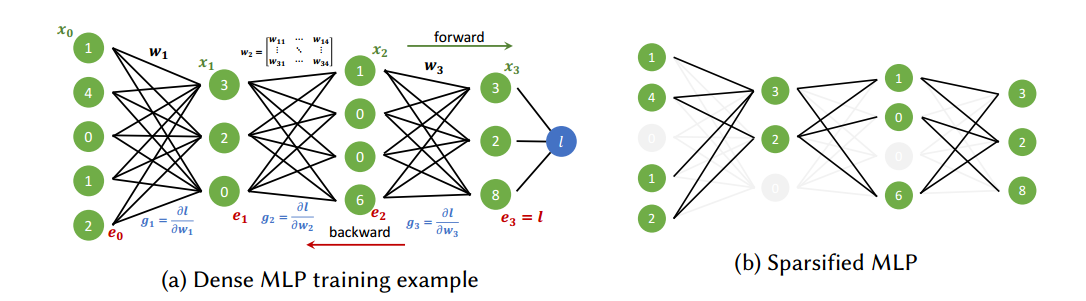 x₀
1
4
0
1
2
e₀
w₁
g₁ = ∂l/∂w₁
x₁
3
2
0
e₁
w₂ = [w₁₁ ⋯ w₁₄
⋮ ⋱ ⋮
w₃₁ ⋯ w₃₄]
g₂ = ∂l/∂w₂
x₂
1
0
0
6
e₂
forward
w₃
g₃ = ∂l/∂w₃
backward
x₃
3
2
8
e₃ = l
l
(a) Dense MLP training example
1
4
0
1
2
3
2
0
1
0
0
6
3
2
8
(b) Sparsified MLP